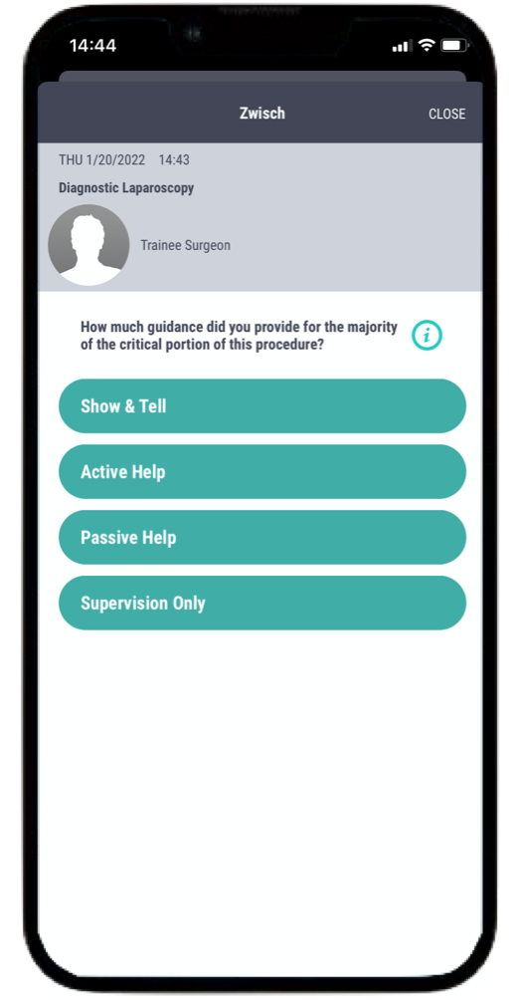 14:44
Zwisch
CLOSE
THU 1/20/2022 14:43
Diagnostic Laparoscopy
Trainee Surgeon
How much guidance did you provide for the majority
of the critical portion of this procedure?
i
Show & Tell
Active Help
Passive Help
Supervision Only